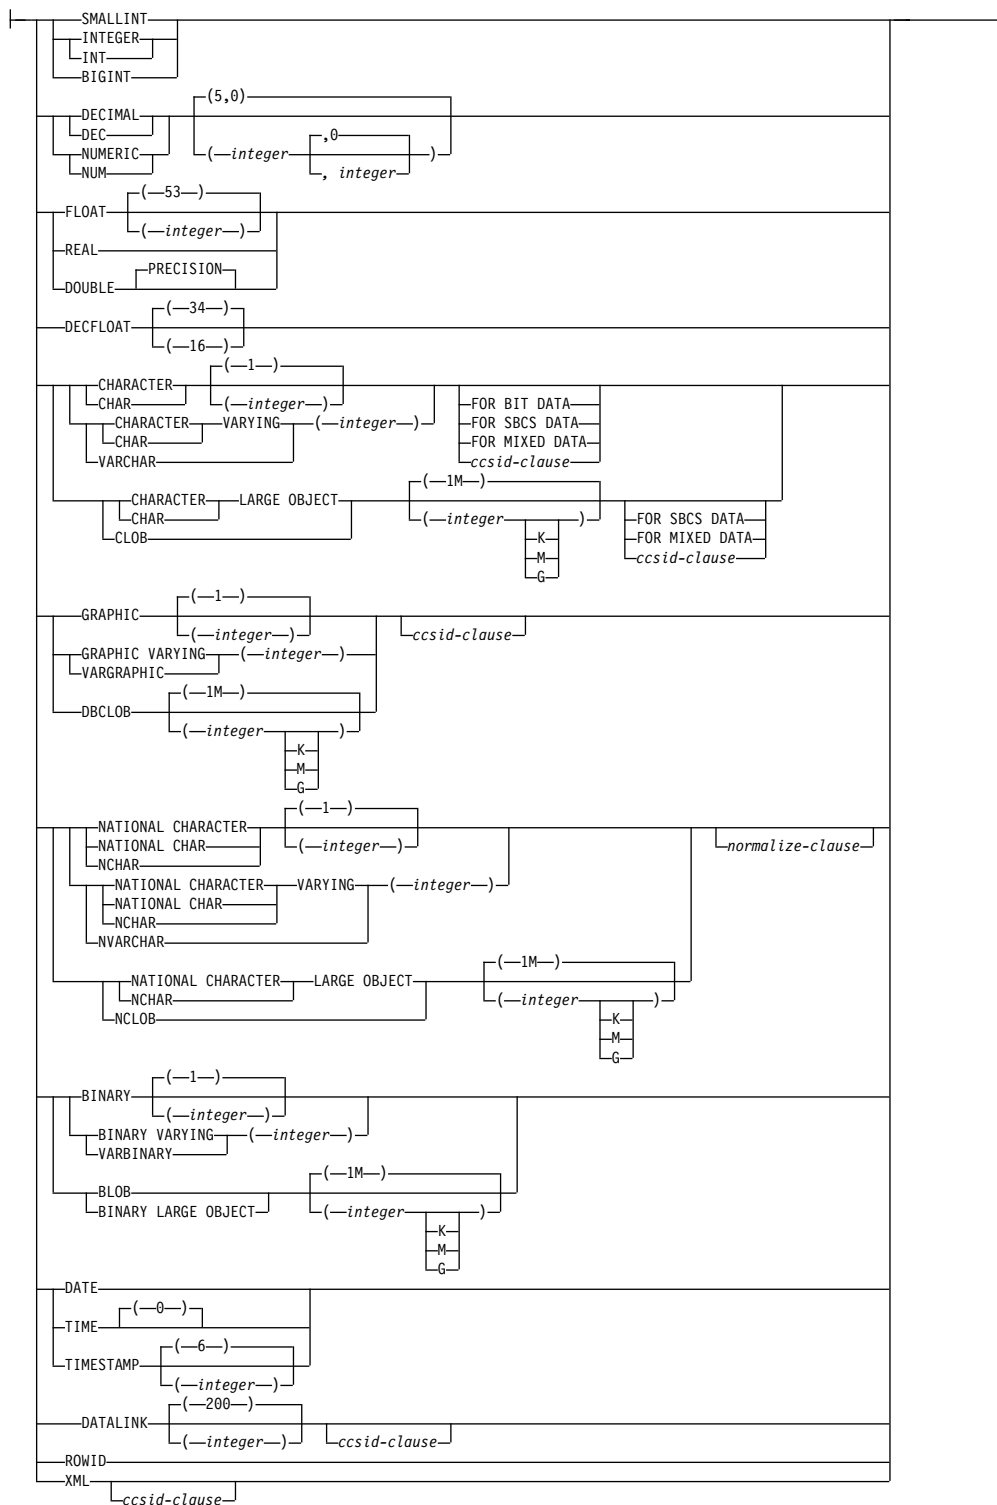 SMALLINT
INTEGER
INT
BIGINT
(5,0)
DECIMAL
DEC
,0
NUMERIC
( integer )
NUM
, integer
( 53 )
FLOAT
( integer )
REAL
PRECISION
DOUBLE
( 34 )
DECFLOAT
( 16 )
( 1 )
CHARACTER
CHAR
( integer )
FOR BIT DATA
CHARACTER VARYING ( integer )
FOR SBCS DATA
CHAR
FOR MIXED DATA
VARCHAR
ccsid-clause
( 1M )
CHARACTER LARGE OBJECT
CHAR
( integer )
FOR SBCS DATA
CLOB
K
FOR MIXED DATA
M
ccsid-clause
G
( 1 )
GRAPHIC
( integer )
ccsid-clause
GRAPHIC VARYING ( integer )
VARGRAPHIC
( 1M )
DBCLOB
( integer )
K
M
G
( 1 )
NATIONAL CHARACTER
NATIONAL CHAR
( integer )
normalize-clause
NCHAR
NATIONAL CHARACTER VARYING ( integer )
NATIONAL CHAR
NCHAR
NVARCHAR
( 1M )
NATIONAL CHARACTER LARGE OBJECT
NCHAR
( integer )
NCLOB
K
M
G
( 1 )
BINARY
( integer )
BINARY VARYING ( integer )
VARBINARY
( 1M )
BLOB
BINARY LARGE OBJECT
( integer )
K
M
G
DATE
( 0 )
TIME
( 6 )
TIMESTAMP
( integer )
( 200 )
DATALINK
( integer )
ccsid-clause
ROWID
XML
ccsid-clause